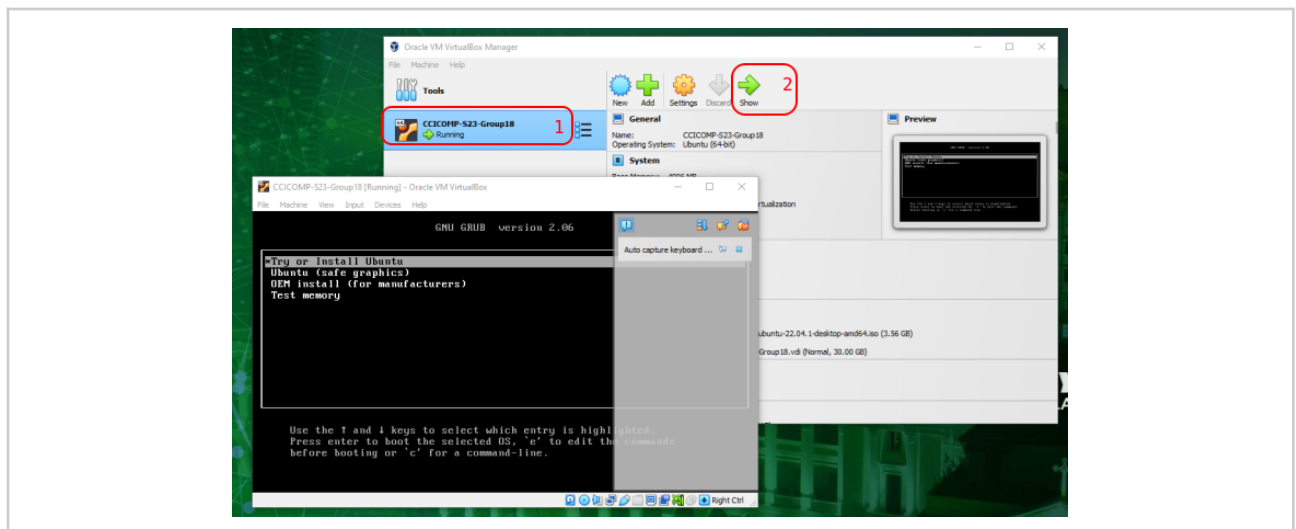 Oracle VM VirtualBox Manager
File Machine Help
Tools
New Add Settings Discard Show
2
CCICOMP-S23-Group18
Running
1
General
Name: CCICOMP-S23-Group18
Operating System: Ubuntu (64-bit)
System
Preview
ubuntu-22.04.1-desktop-amd64.iso (3.56 GB)
Group18.vdi (Normal, 30.00 GB)
CCICOMP-S23-Group18 [Running] - Oracle VM VirtualBox
File Machine View Input Devices Help
GNU GRUB version 2.06
Auto capture keyboard ...
*Try or Install Ubuntu
Ubuntu (safe graphics)
OEM install (for manufacturers)
Test memory
Use the ↑ and ↓ keys to select which entry is highlighted.
Press enter to boot the selected OS, `e' to edit the commands
before booting or `c' for a command-line.
Right Ctrl